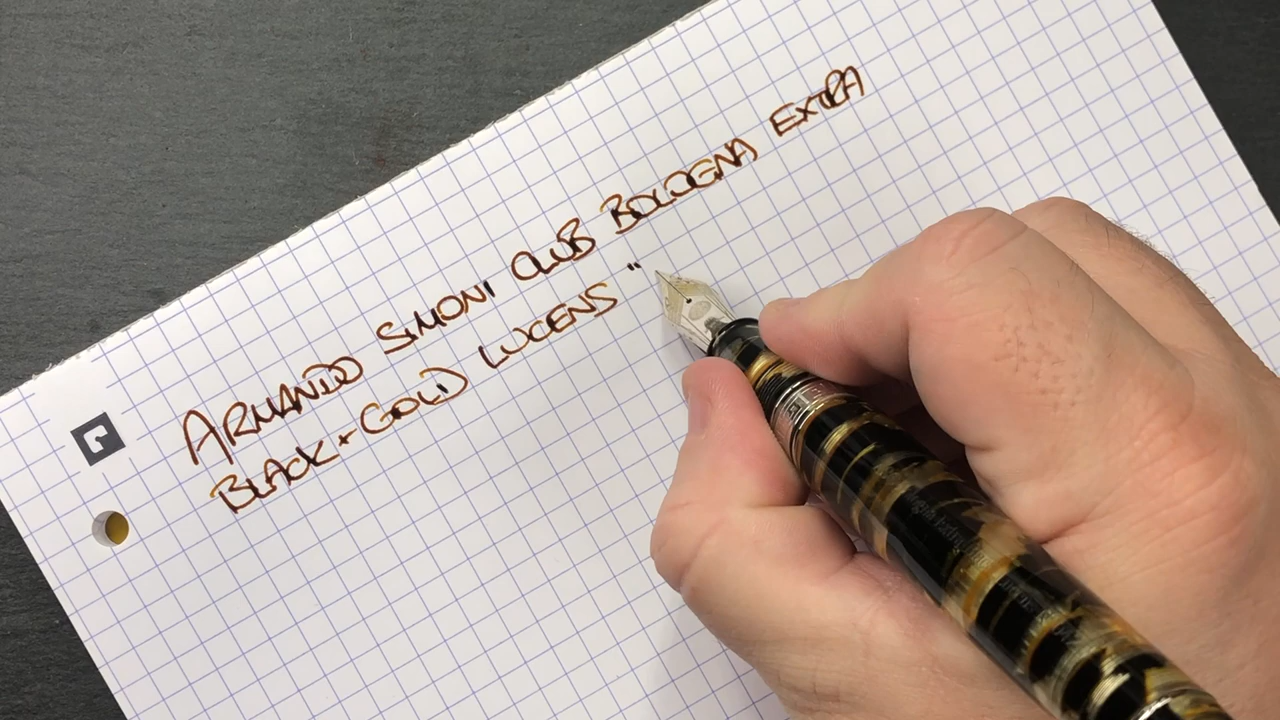 ARMANDO SIMONI CLUB BOLOGNA EXTRA
BLACK + GOLD LUCENS "